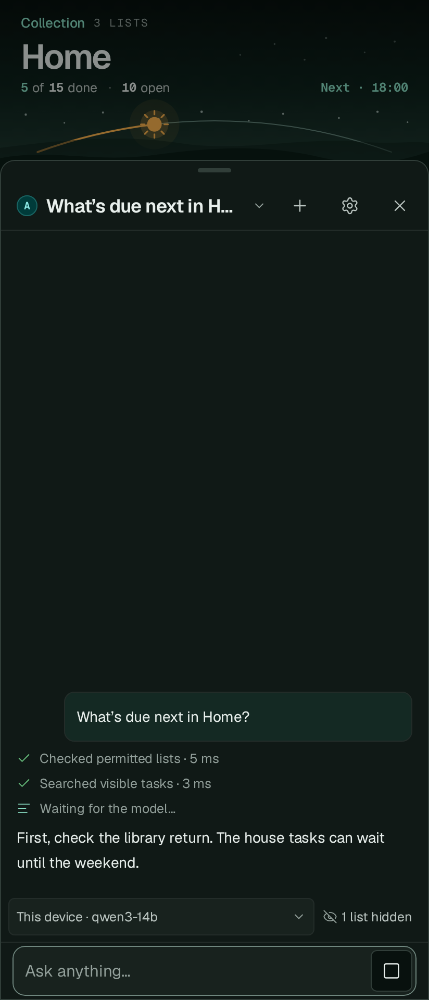 Collection 3 LISTS
Home
5 of 15 done · 10 open
Next · 18:00
A
What's due next in H...
What's due next in Home?
Checked permitted lists · 5 ms
Searched visible tasks · 3 ms
Waiting for the model...
First, check the library return. The house tasks can wait
until the weekend.
This device · qwen3-14b
1 list hidden
Ask anything...